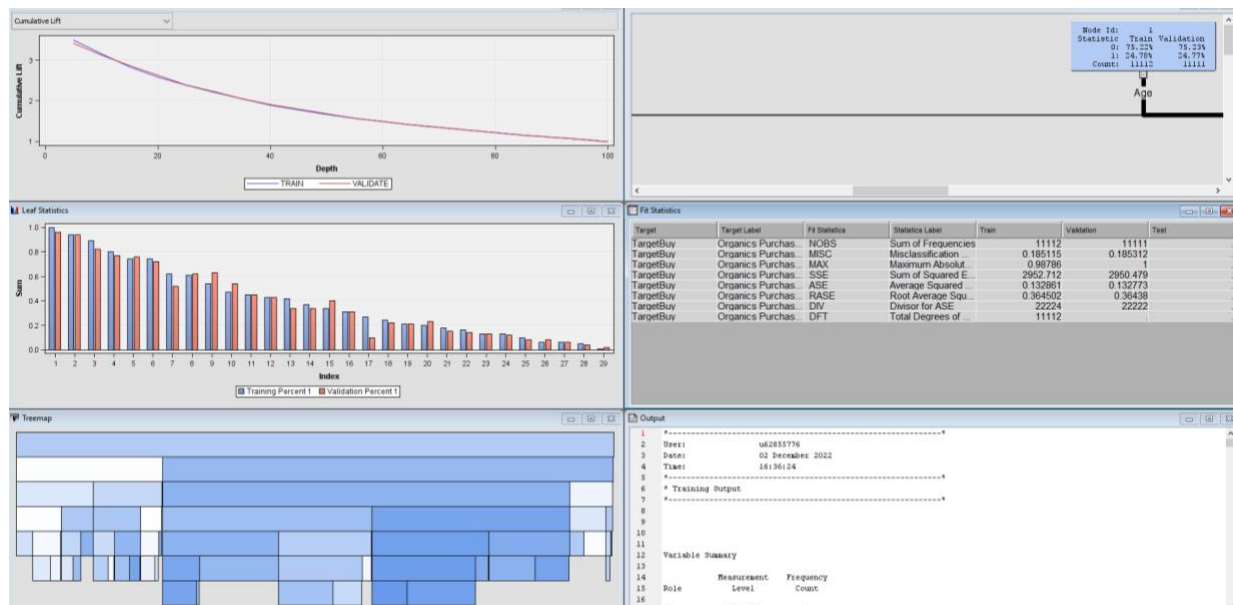 Cumulative Lift
Cumulative Lift
3
2
1
0 20 40 60 80 100
Depth
TRAIN VALIDATE
Node Id: 1
Statistic Train Validation
0: 75.22% 75.23%
1: 24.78% 24.77%
Count: 11112 11111
Age
Leaf Statistics
Sum
1.0
0.8
0.6
0.4
0.2
0.0
1 2 3 4 5 6 7 8 9 10 11 12 13 14 15 16 17 18 19 20 21 22 23 24 25 26 27 28 29
Index
Training Percent 1 Validation Percent 1
Fit Statistics
Target Target Label Fit Statistics Statistics Label Train Validation Test
TargetBuy Organics Purchas... NOBS Sum of Frequencies 11112 11111 .
TargetBuy Organics Purchas... MISC Misclassification ... 0.185115 0.185312 .
TargetBuy Organics Purchas... MAX Maximum Absolut... 0.98786 1 .
TargetBuy Organics Purchas... SSE Sum of Squared E... 2952.712 2950.479 .
TargetBuy Organics Purchas... ASE Average Squared ... 0.132861 0.132773 .
TargetBuy Organics Purchas... RASE Root Average Squ... 0.364502 0.36438 .
TargetBuy Organics Purchas... DIV Divisor for ASE 22224 22222 .
TargetBuy Organics Purchas... DFT Total Degrees of ... 11112 . .
Treemap
Output
1 *------------------------------------------------------------*
2 User: u62855776
3 Date: 02 December 2022
4 Time: 16:36:24
5 *------------------------------------------------------------*
6 * Training Output
7 *------------------------------------------------------------*
8
9
10
11
12 Variable Summary
13
14 Measurement Frequency
15 Role Level Count
16